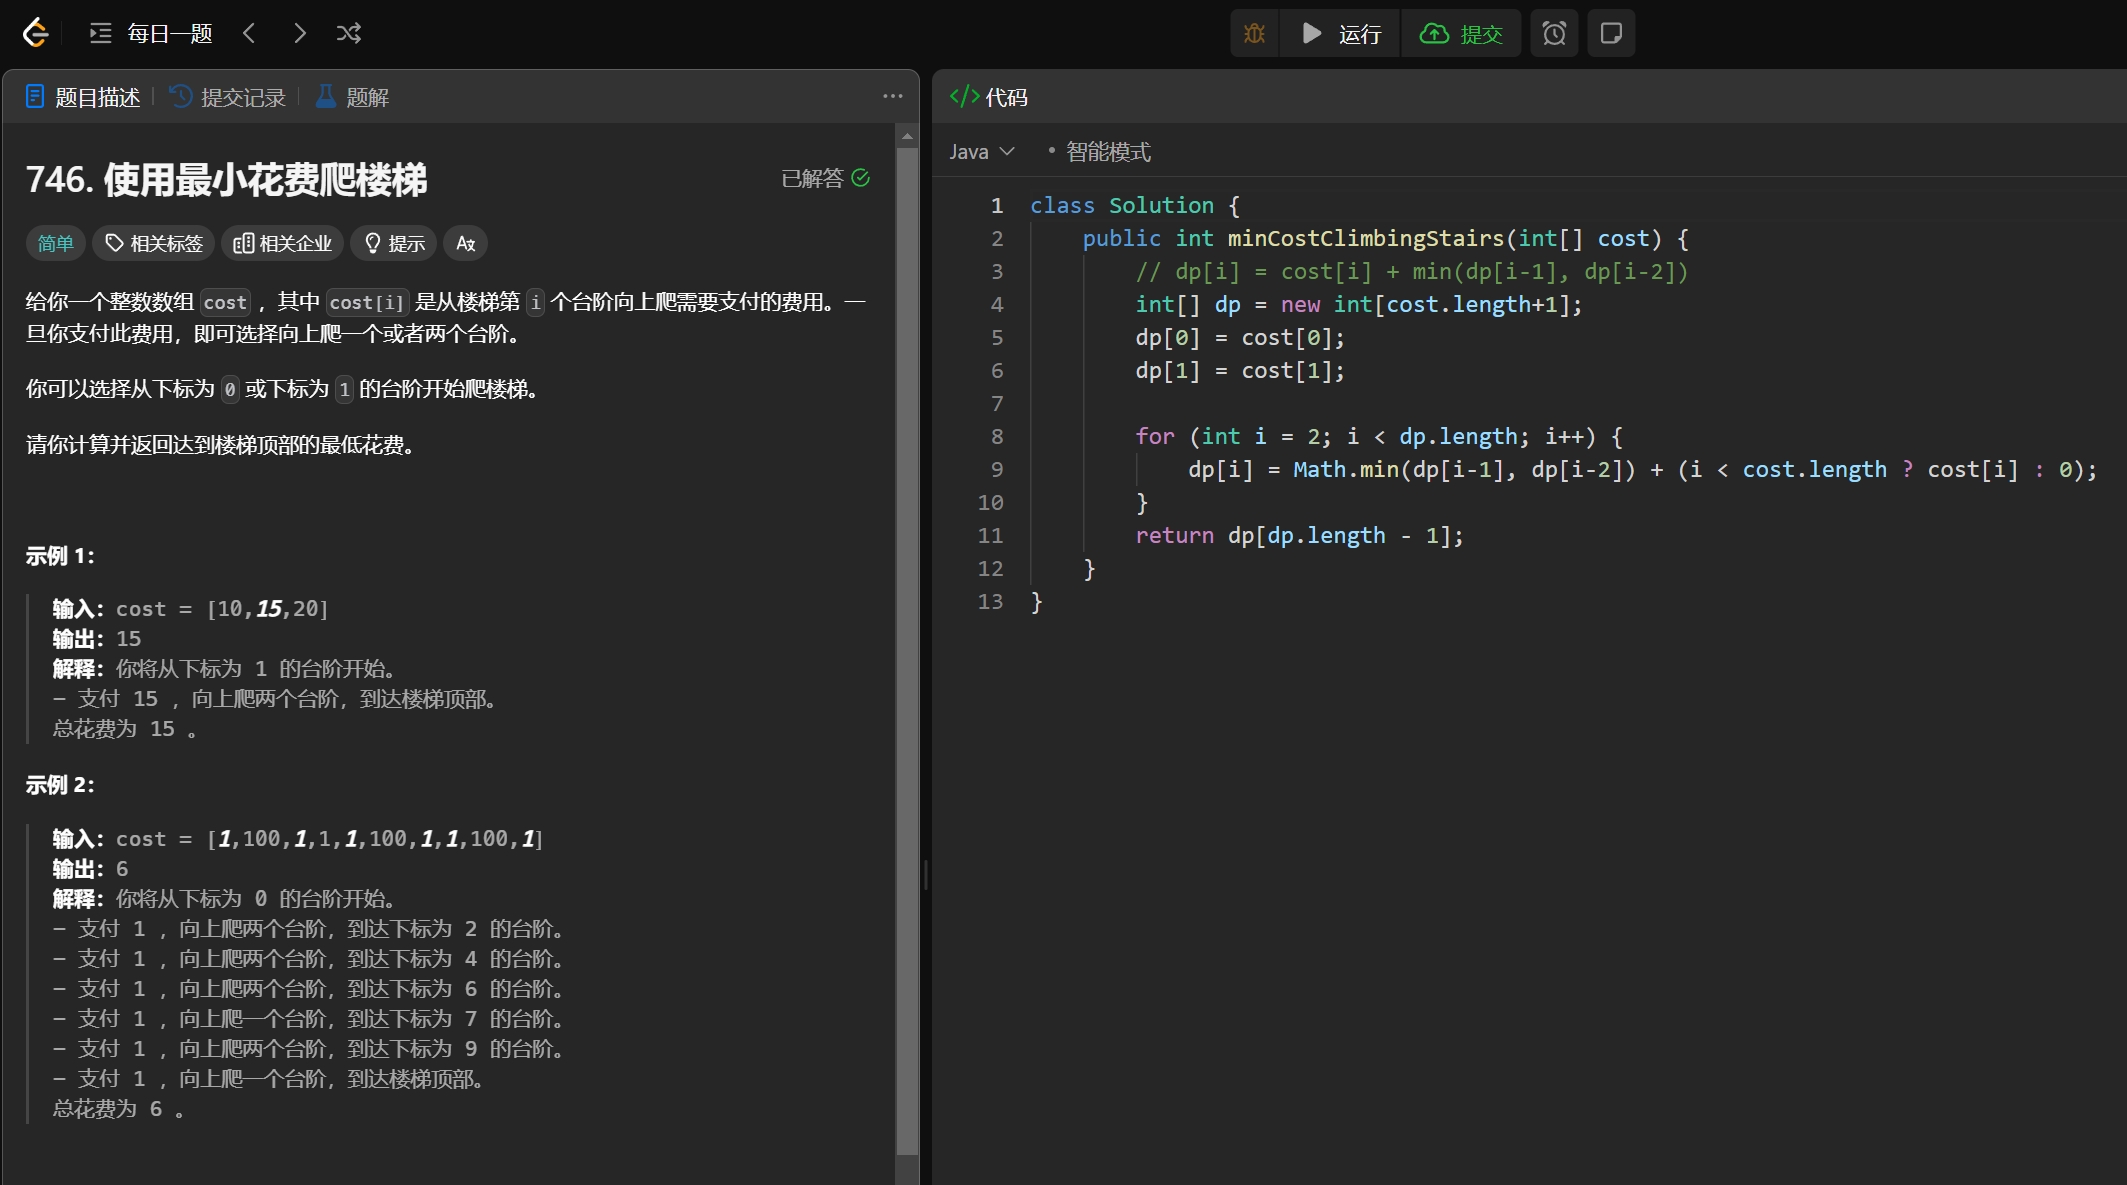 每日一题
运行
提交
题目描述
提交记录
题解
746. 使用最小花费爬楼梯
已解答
简单
相关标签
相关企业
提示
给你一个整数数组 cost ，其中 cost[i] 是从楼梯第 i 个台阶向上爬需要支付的费用。一
旦你支付此费用，即可选择向上爬一个或者两个台阶。
你可以选择从下标为 0 或下标为 1 的台阶开始爬楼梯。
请你计算并返回达到楼梯顶部的最低花费。
示例 1：
输入：cost = [10,15,20]
输出：15
解释：你将从下标为 1 的台阶开始。
- 支付 15 ，向上爬两个台阶，到达楼梯顶部。
总花费为 15 。
示例 2：
输入：cost = [1,100,1,1,1,100,1,1,100,1]
输出：6
解释：你将从下标为 0 的台阶开始。
- 支付 1 ，向上爬两个台阶，到达下标为 2 的台阶。
- 支付 1 ，向上爬两个台阶，到达下标为 4 的台阶。
- 支付 1 ，向上爬两个台阶，到达下标为 6 的台阶。
- 支付 1 ，向上爬一个台阶，到达下标为 7 的台阶。
- 支付 1 ，向上爬两个台阶，到达下标为 9 的台阶。
- 支付 1 ，向上爬一个台阶，到达楼梯顶部。
总花费为 6 。
</> 代码
Java • 智能模式
1 class Solution {
2 public int minCostClimbingStairs(int[] cost) {
3 // dp[i] = cost[i] + min(dp[i-1], dp[i-2])
4 int[] dp = new int[cost.length+1];
5 dp[0] = cost[0];
6 dp[1] = cost[1];
7
8 for (int i = 2; i < dp.length; i++) {
9 dp[i] = Math.min(dp[i-1], dp[i-2]) + (i < cost.length ? cost[i] : 0);
10 }
11 return dp[dp.length - 1];
12 }
13 }